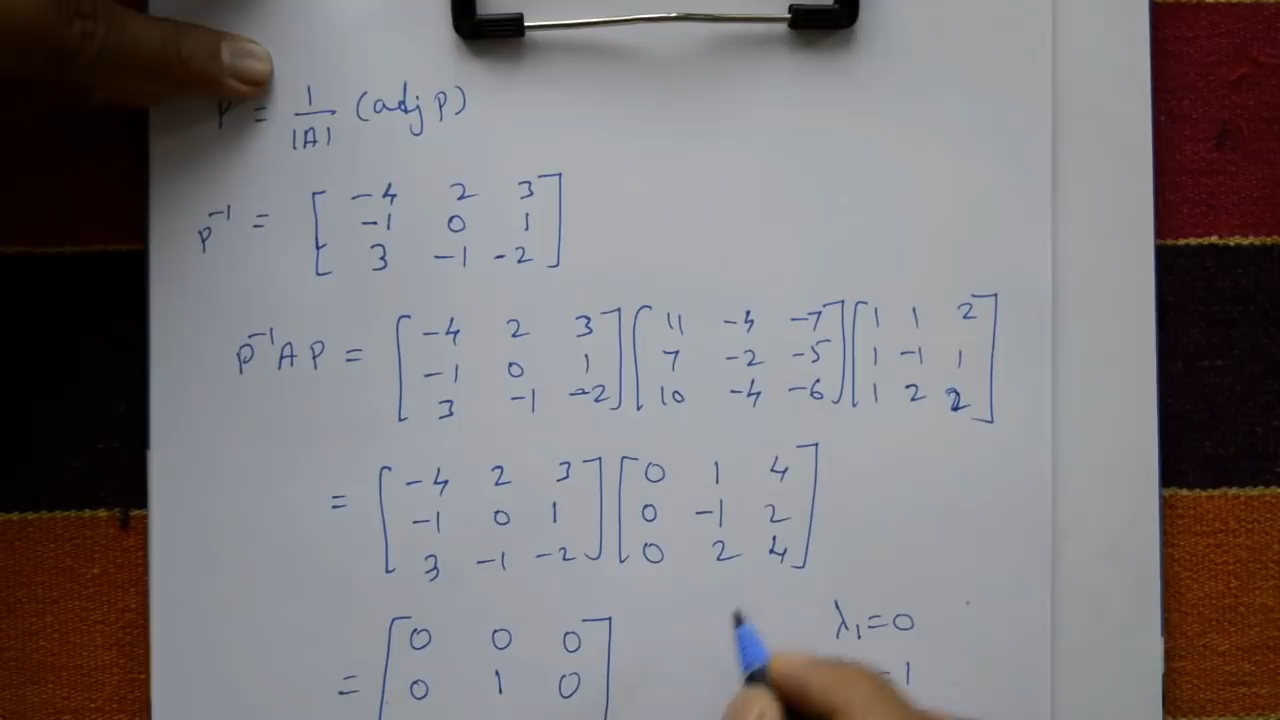 P = 1/|A| (adj P)
P⁻¹ = [ -4 2 3
-1 0 1
3 -1 -2 ]
P⁻¹AP = [ -4 2 3 ] [ 11 -4 -7 ] [ 1 1 2 ]
[ -1 0 1 ] [ 7 -2 -5 ] [ 1 -1 1 ]
[ 3 -1 -2 ] [ 10 -4 -6 ] [ 1 2 2 ]
= [ -4 2 3 ] [ 0 1 4 ]
[ -1 0 1 ] [ 0 -1 2 ]
[ 3 -1 -2 ] [ 0 2 4 ]
= [ 0 0 0 ] λ₁=0
[ 0 1 0 ] =1